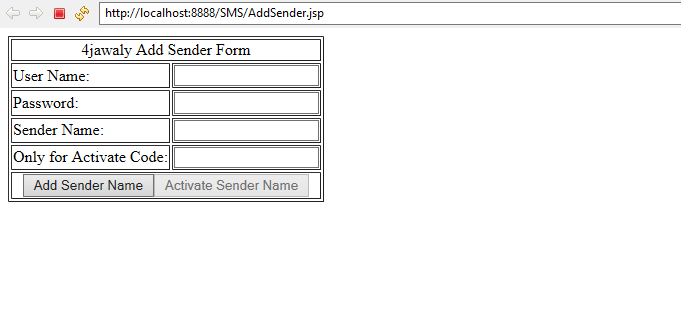 http://localhost:8888/SMS/AddSender.jsp
4jawaly Add Sender Form
User Name:
Password:
Sender Name:
Only for Activate Code:
Add Sender Name Activate Sender Name